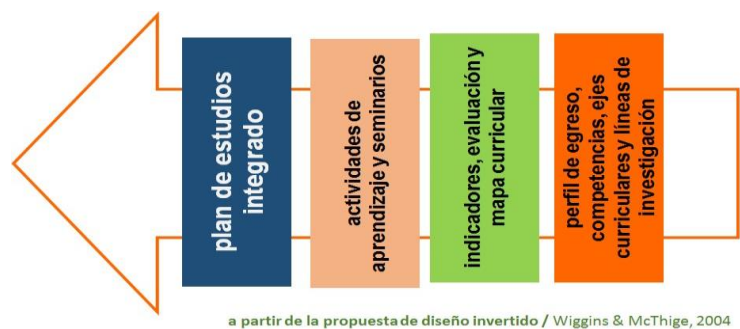 plan de estudios
integrado
actividades de
aprendizaje y seminarios
indicadores, evaluación y
mapa curricular
perfil de egreso,
competencias, ejes
curriculares y líneas de
investigación
a partir de la propuesta de diseño invertido / Wiggins & McThige, 2004